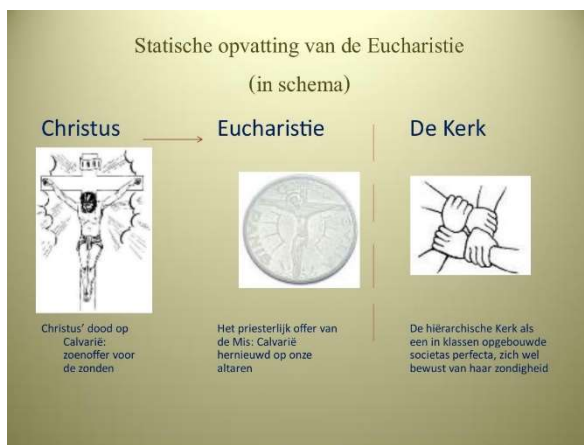 Statische opvatting van de Eucharistie
(in schema)
Christus
Eucharistie
De Kerk
Christus' dood op
Calvarië:
zoenoffer voor
de zonden
Het priesterlijk offer van
de Mis: Calvarië
hernieuwd op onze
altaren
De hiërarchische Kerk als
een in klassen opgebouwde
societas perfecta, zich wel
bewust van haar zondigheid